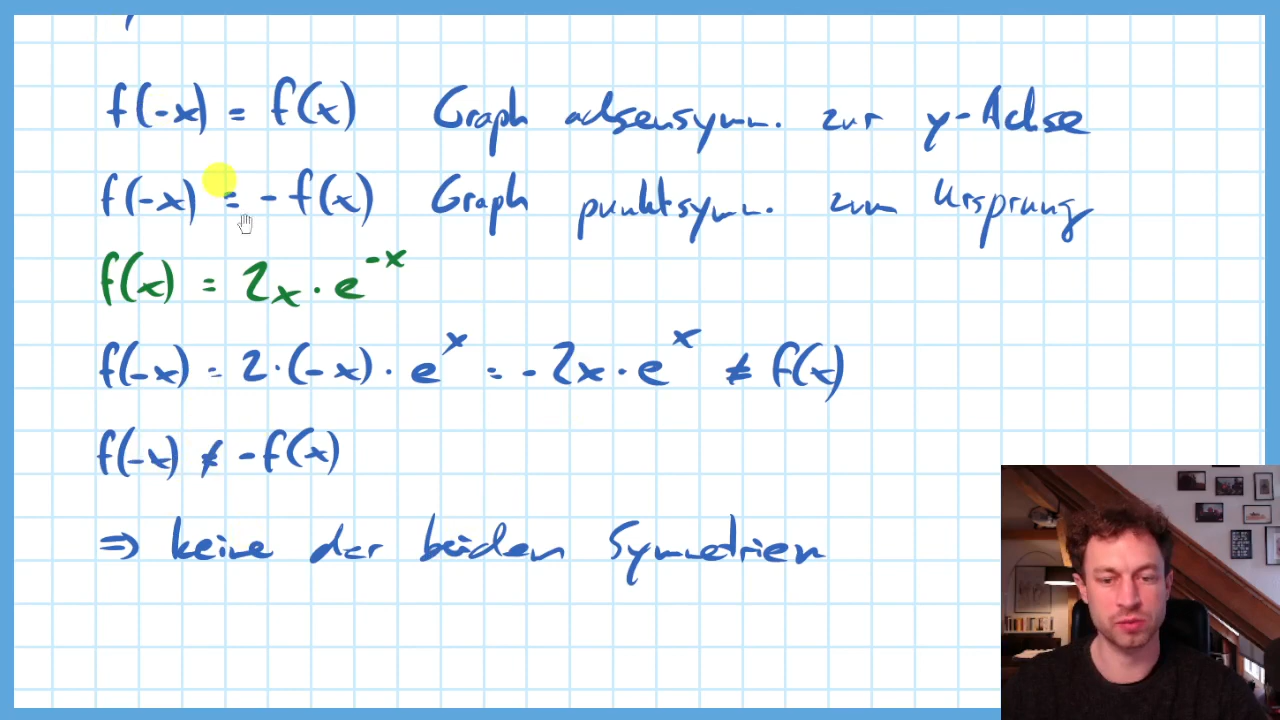 f(-x) = f(x) Graph achsensymm. zur y-Achse
f(-x) = - f(x) Graph punktsymm. zum Ursprung
f(x) = 2x · e^-x
f(-x) = 2 · (-x) · e^x = - 2x · e^x ≠ f(x)
f(-x) ≠ - f(x)
⇒ keine der beiden Symmetrien